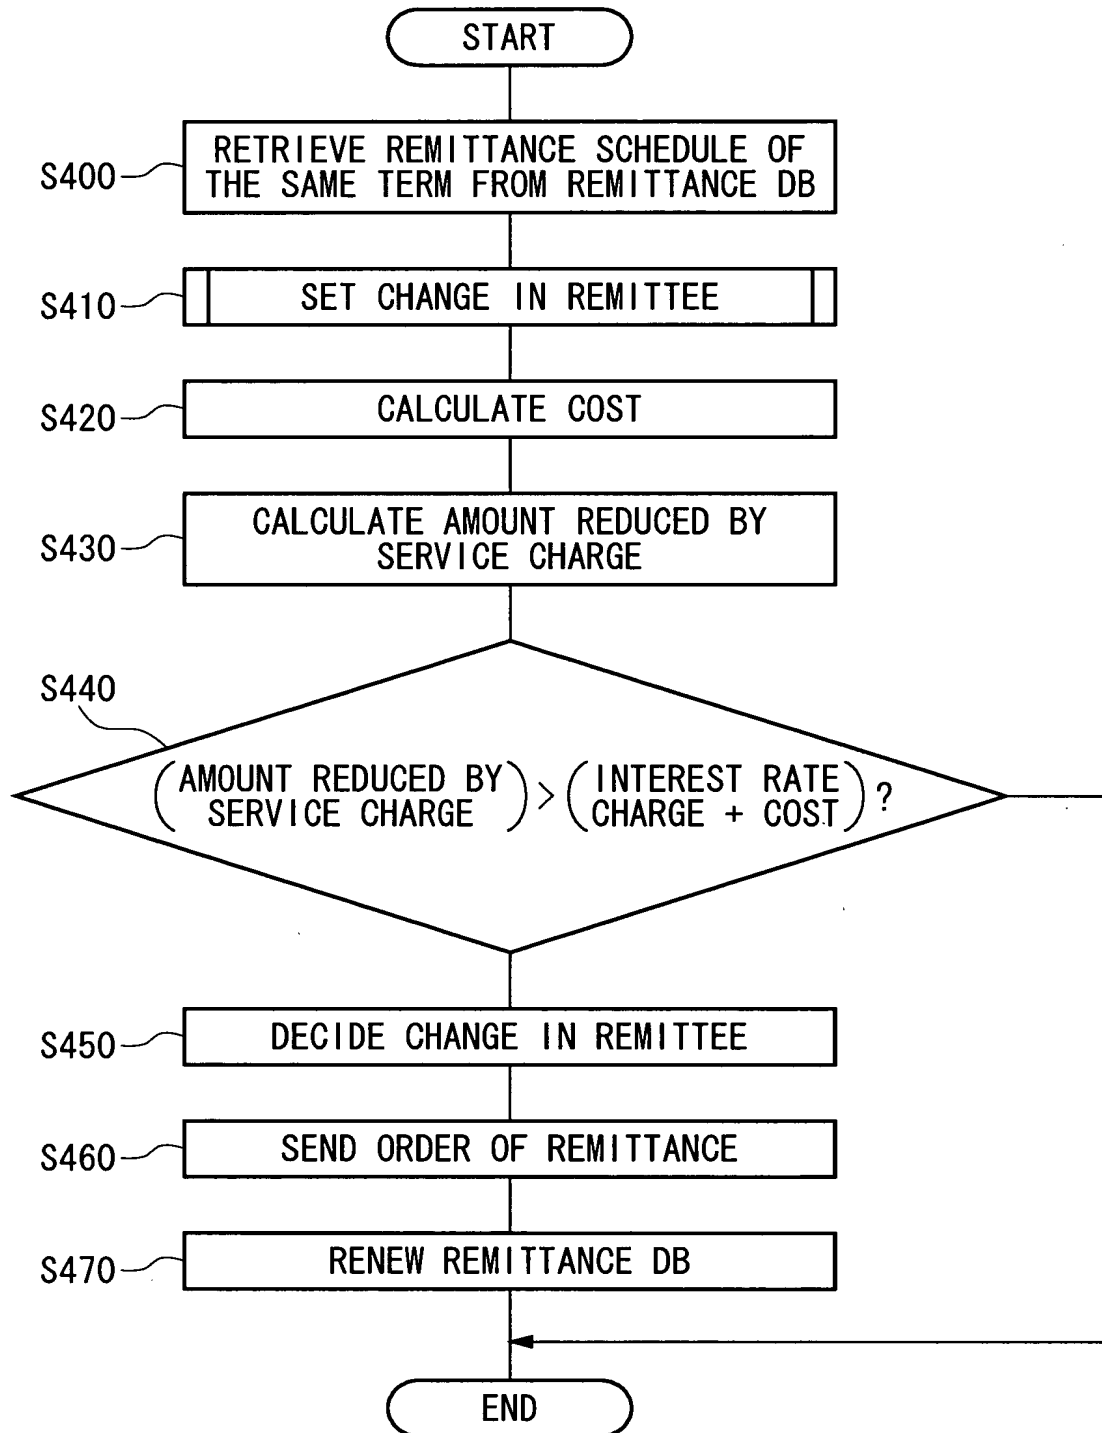 START
S400
RETRIEVE REMITTANCE SCHEDULE OF
THE SAME TERM FROM REMITTANCE DB
S410
SET CHANGE IN REMITTEE
S420
CALCULATE COST
S430
CALCULATE AMOUNT REDUCED BY
SERVICE CHARGE
S440
(AMOUNT REDUCED BY SERVICE CHARGE) > (INTEREST RATE CHARGE + COST) ?
S450
DECIDE CHANGE IN REMITTEE
S460
SEND ORDER OF REMITTANCE
S470
RENEW REMITTANCE DB
END